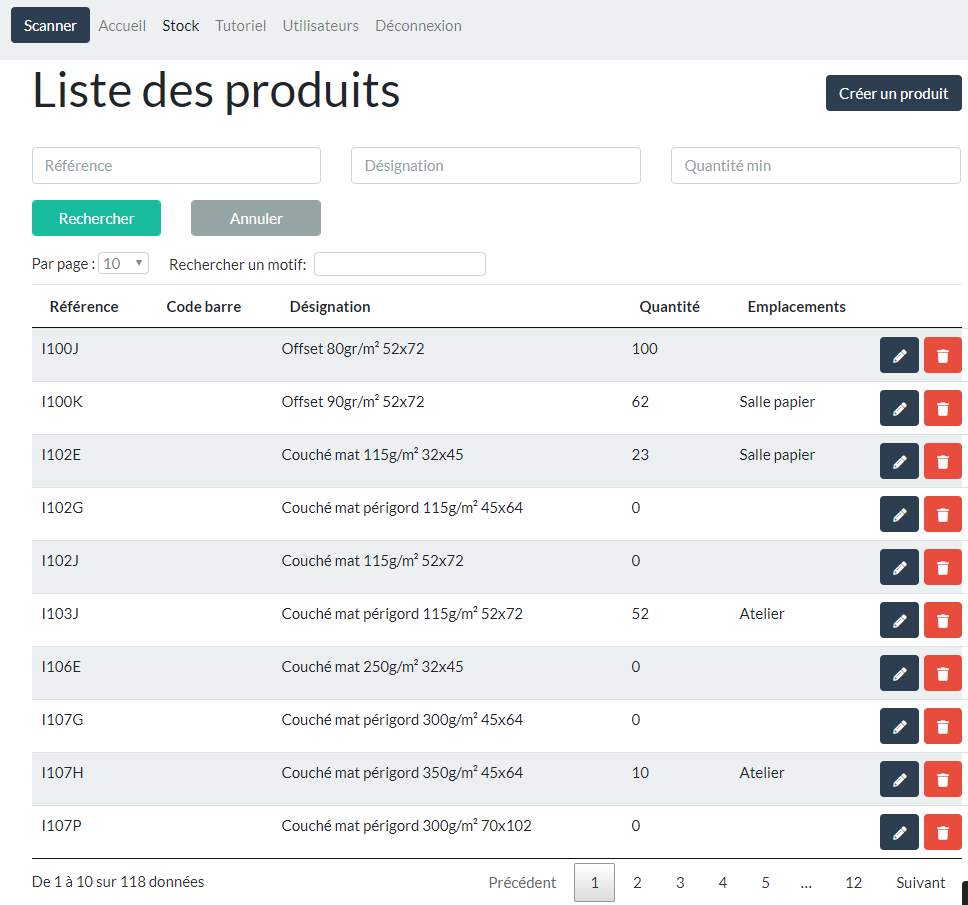 Scanner Accueil Stock Tutoriel Utilisateurs Déconnexion
Liste des produits
Créer un produit
Référence Désignation Quantité min
Rechercher Annuler
Par page : 10 Rechercher un motif:
Référence Code barre Désignation Quantité Emplacements
I100J Offset 80gr/m² 52x72 100
I100K Offset 90gr/m² 52x72 62 Salle papier
I102E Couché mat 115g/m² 32x45 23 Salle papier
I102G Couché mat périgord 115g/m² 45x64 0
I102J Couché mat 115g/m² 52x72 0
I103J Couché mat périgord 115g/m² 52x72 52 Atelier
I106E Couché mat 250g/m² 32x45 0
I107G Couché mat périgord 300g/m² 45x64 0
I107H Couché mat périgord 350g/m² 45x64 10 Atelier
I107P Couché mat périgord 300g/m² 70x102 0
De 1 à 10 sur 118 données Précédent 1 2 3 4 5 ... 12 Suivant